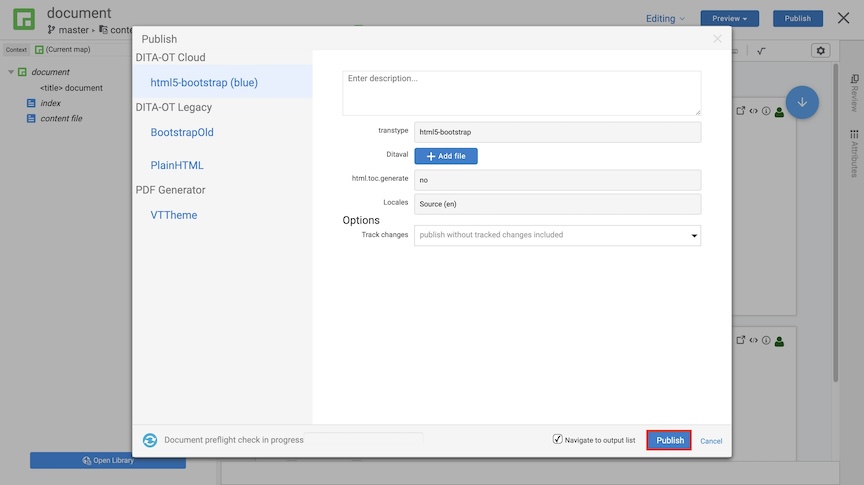 document
master ▸ conte
Editing
Preview
Publish
Context
(Current map)
document
<title> document
index
content file
Open Library
Review
Attributes
Publish
DITA-OT Cloud
html5-bootstrap (blue)
DITA-OT Legacy
BootstrapOld
PlainHTML
PDF Generator
VTTheme
Enter description...
transtype
html5-bootstrap
Ditaval
Add file
html.toc.generate
no
Locales
Source (en)
Options
Track changes
publish without tracked changes included
Document preflight check in progress
Navigate to output list
Publish
Cancel